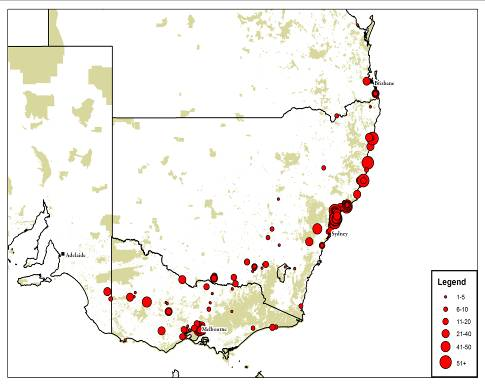 Brisbane
Sydney
Adelaide
Melbourne
Legend
1-5
6-10
11-20
21-40
41-50
51+